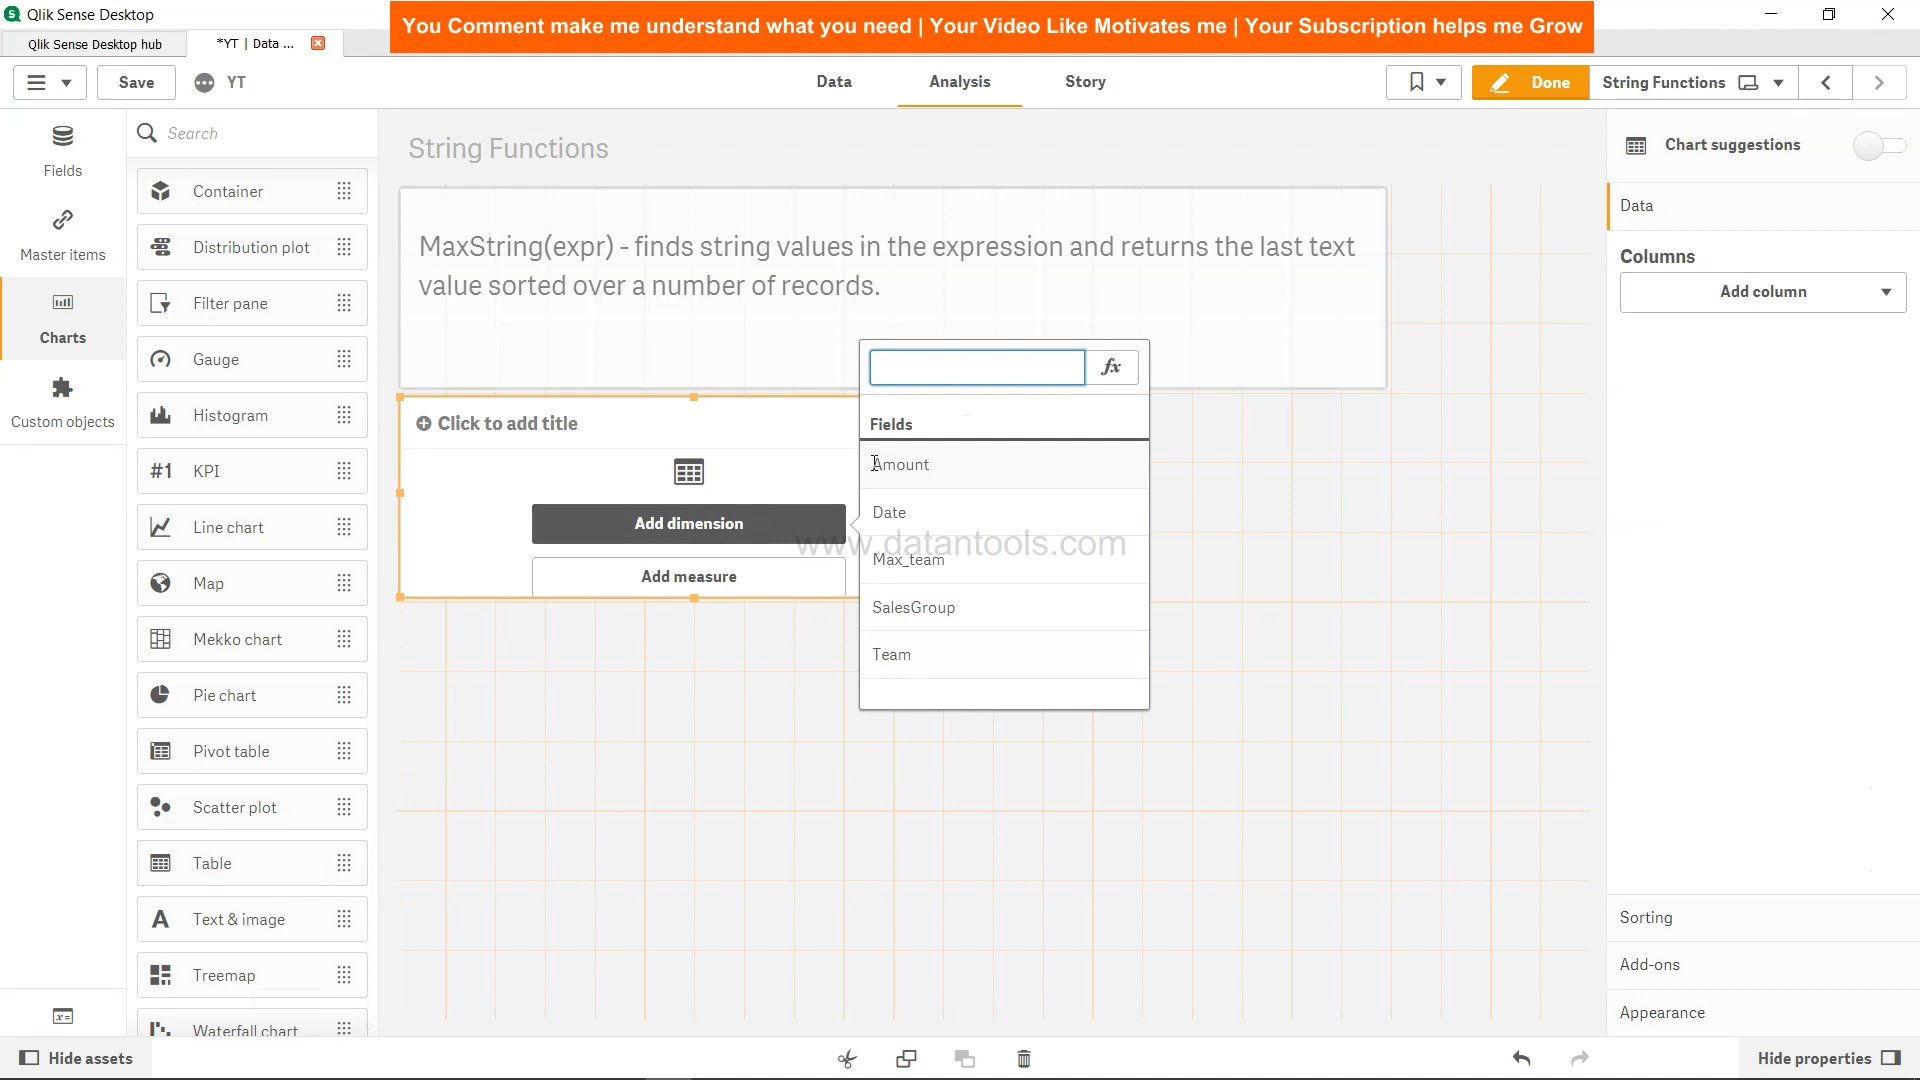 Qlik Sense Desktop
You Comment make me understand what you need | Your Video Like Motivates me | Your Subscription helps me Grow
Qlik Sense Desktop hub
*YT | Data ...
Save
YT
Data
Analysis
Story
Done
String Functions
Fields
Master items
Charts
Custom objects
Search
Container
Distribution plot
Filter pane
Gauge
Histogram
#1 KPI
Line chart
Map
Mekko chart
Pie chart
Pivot table
Scatter plot
Table
A Text & image
Treemap
Waterfall chart
String Functions
MaxString(expr) - finds string values in the expression and returns the last text
value sorted over a number of records.
Click to add title
Add dimension
Add measure
fx
Fields
Amount
Date
www.datantools.com
Max_team
SalesGroup
Team
Chart suggestions
Data
Columns
Add column
Sorting
Add-ons
Appearance
Hide assets
Hide properties